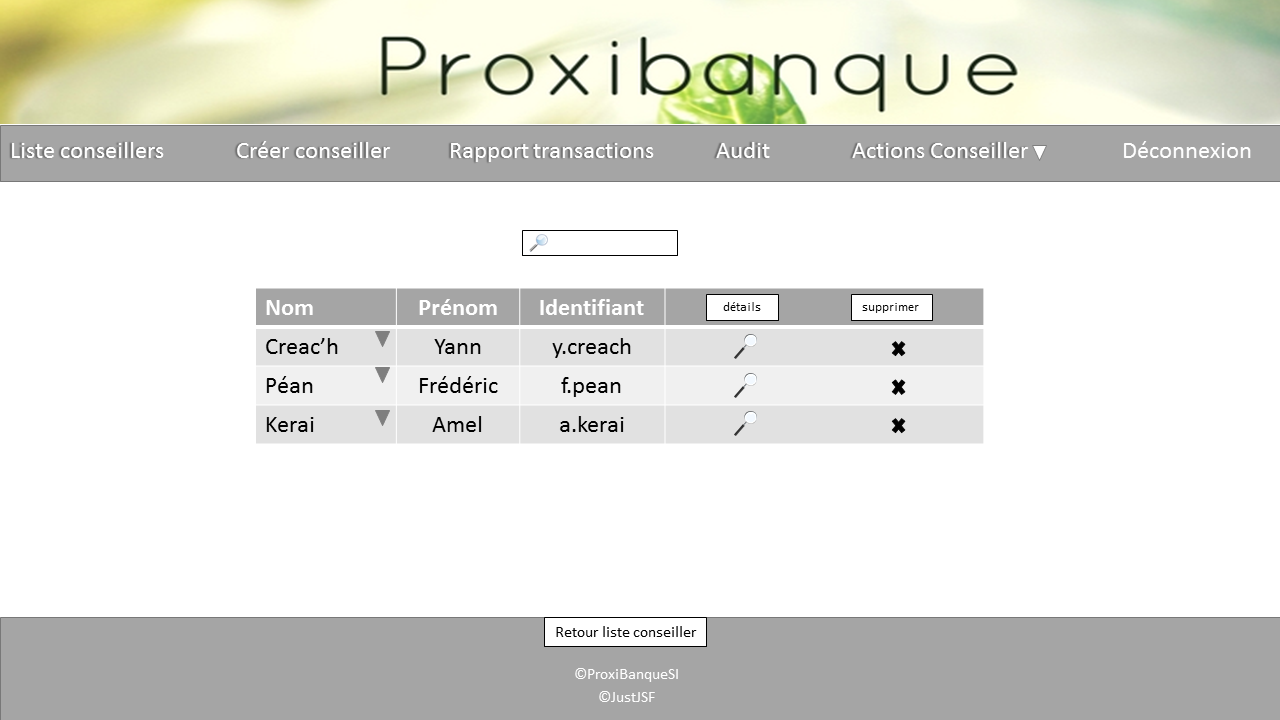 Proxibanque
Liste conseillers Créer conseiller Rapport transactions Audit Actions Conseiller ▼ Déconnexion
Nom Prénom Identifiant détails supprimer
Creac’h Yann y.creach
Péan Frédéric f.pean
Kerai Amel a.kerai
Retour liste conseiller
©ProxiBanqueSI
©JustJSF